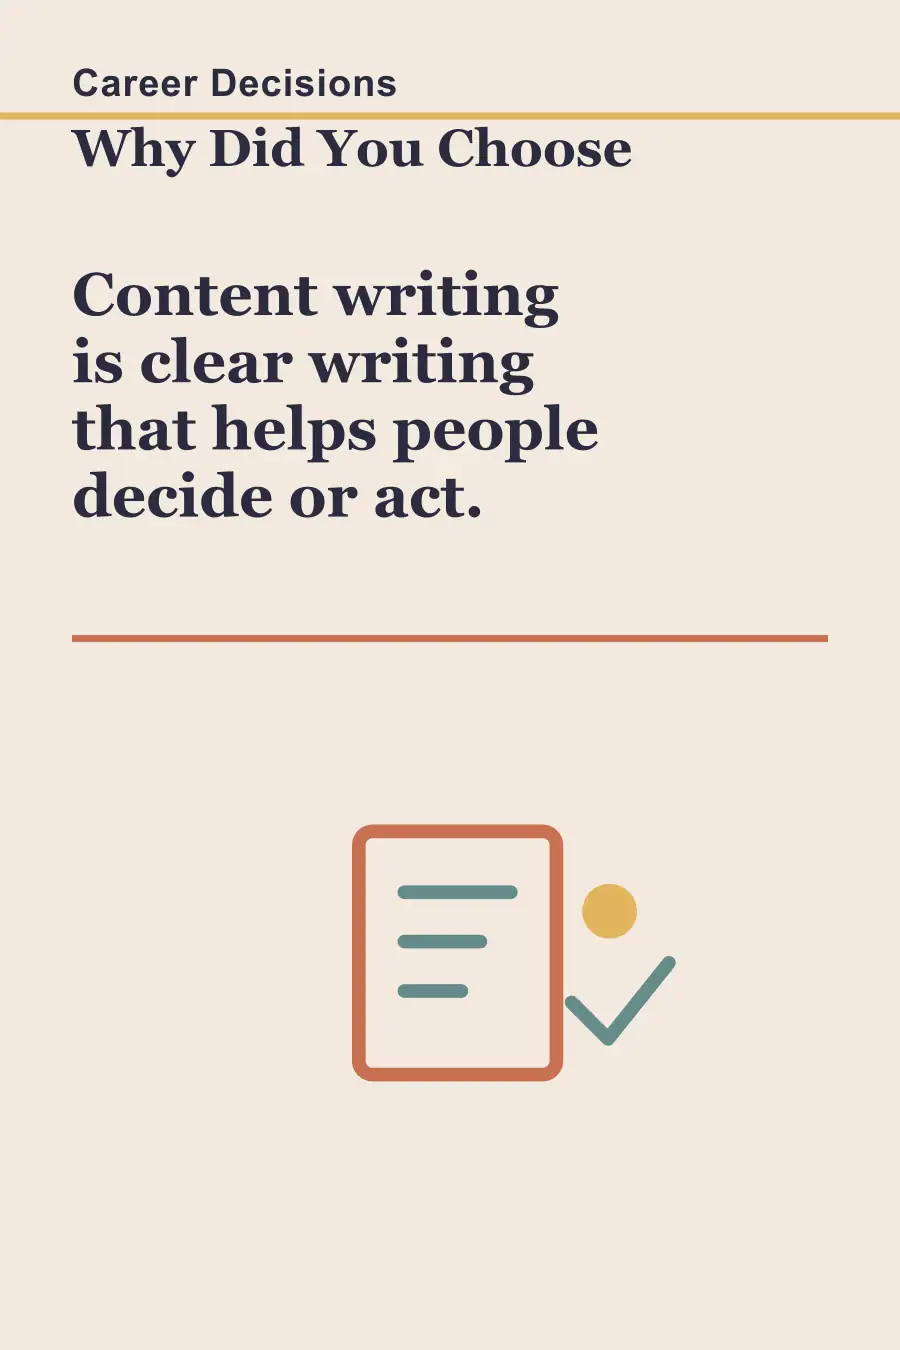 Career Decisions
Why Did You Choose
Content writing
is clear writing
that helps people
decide or act.